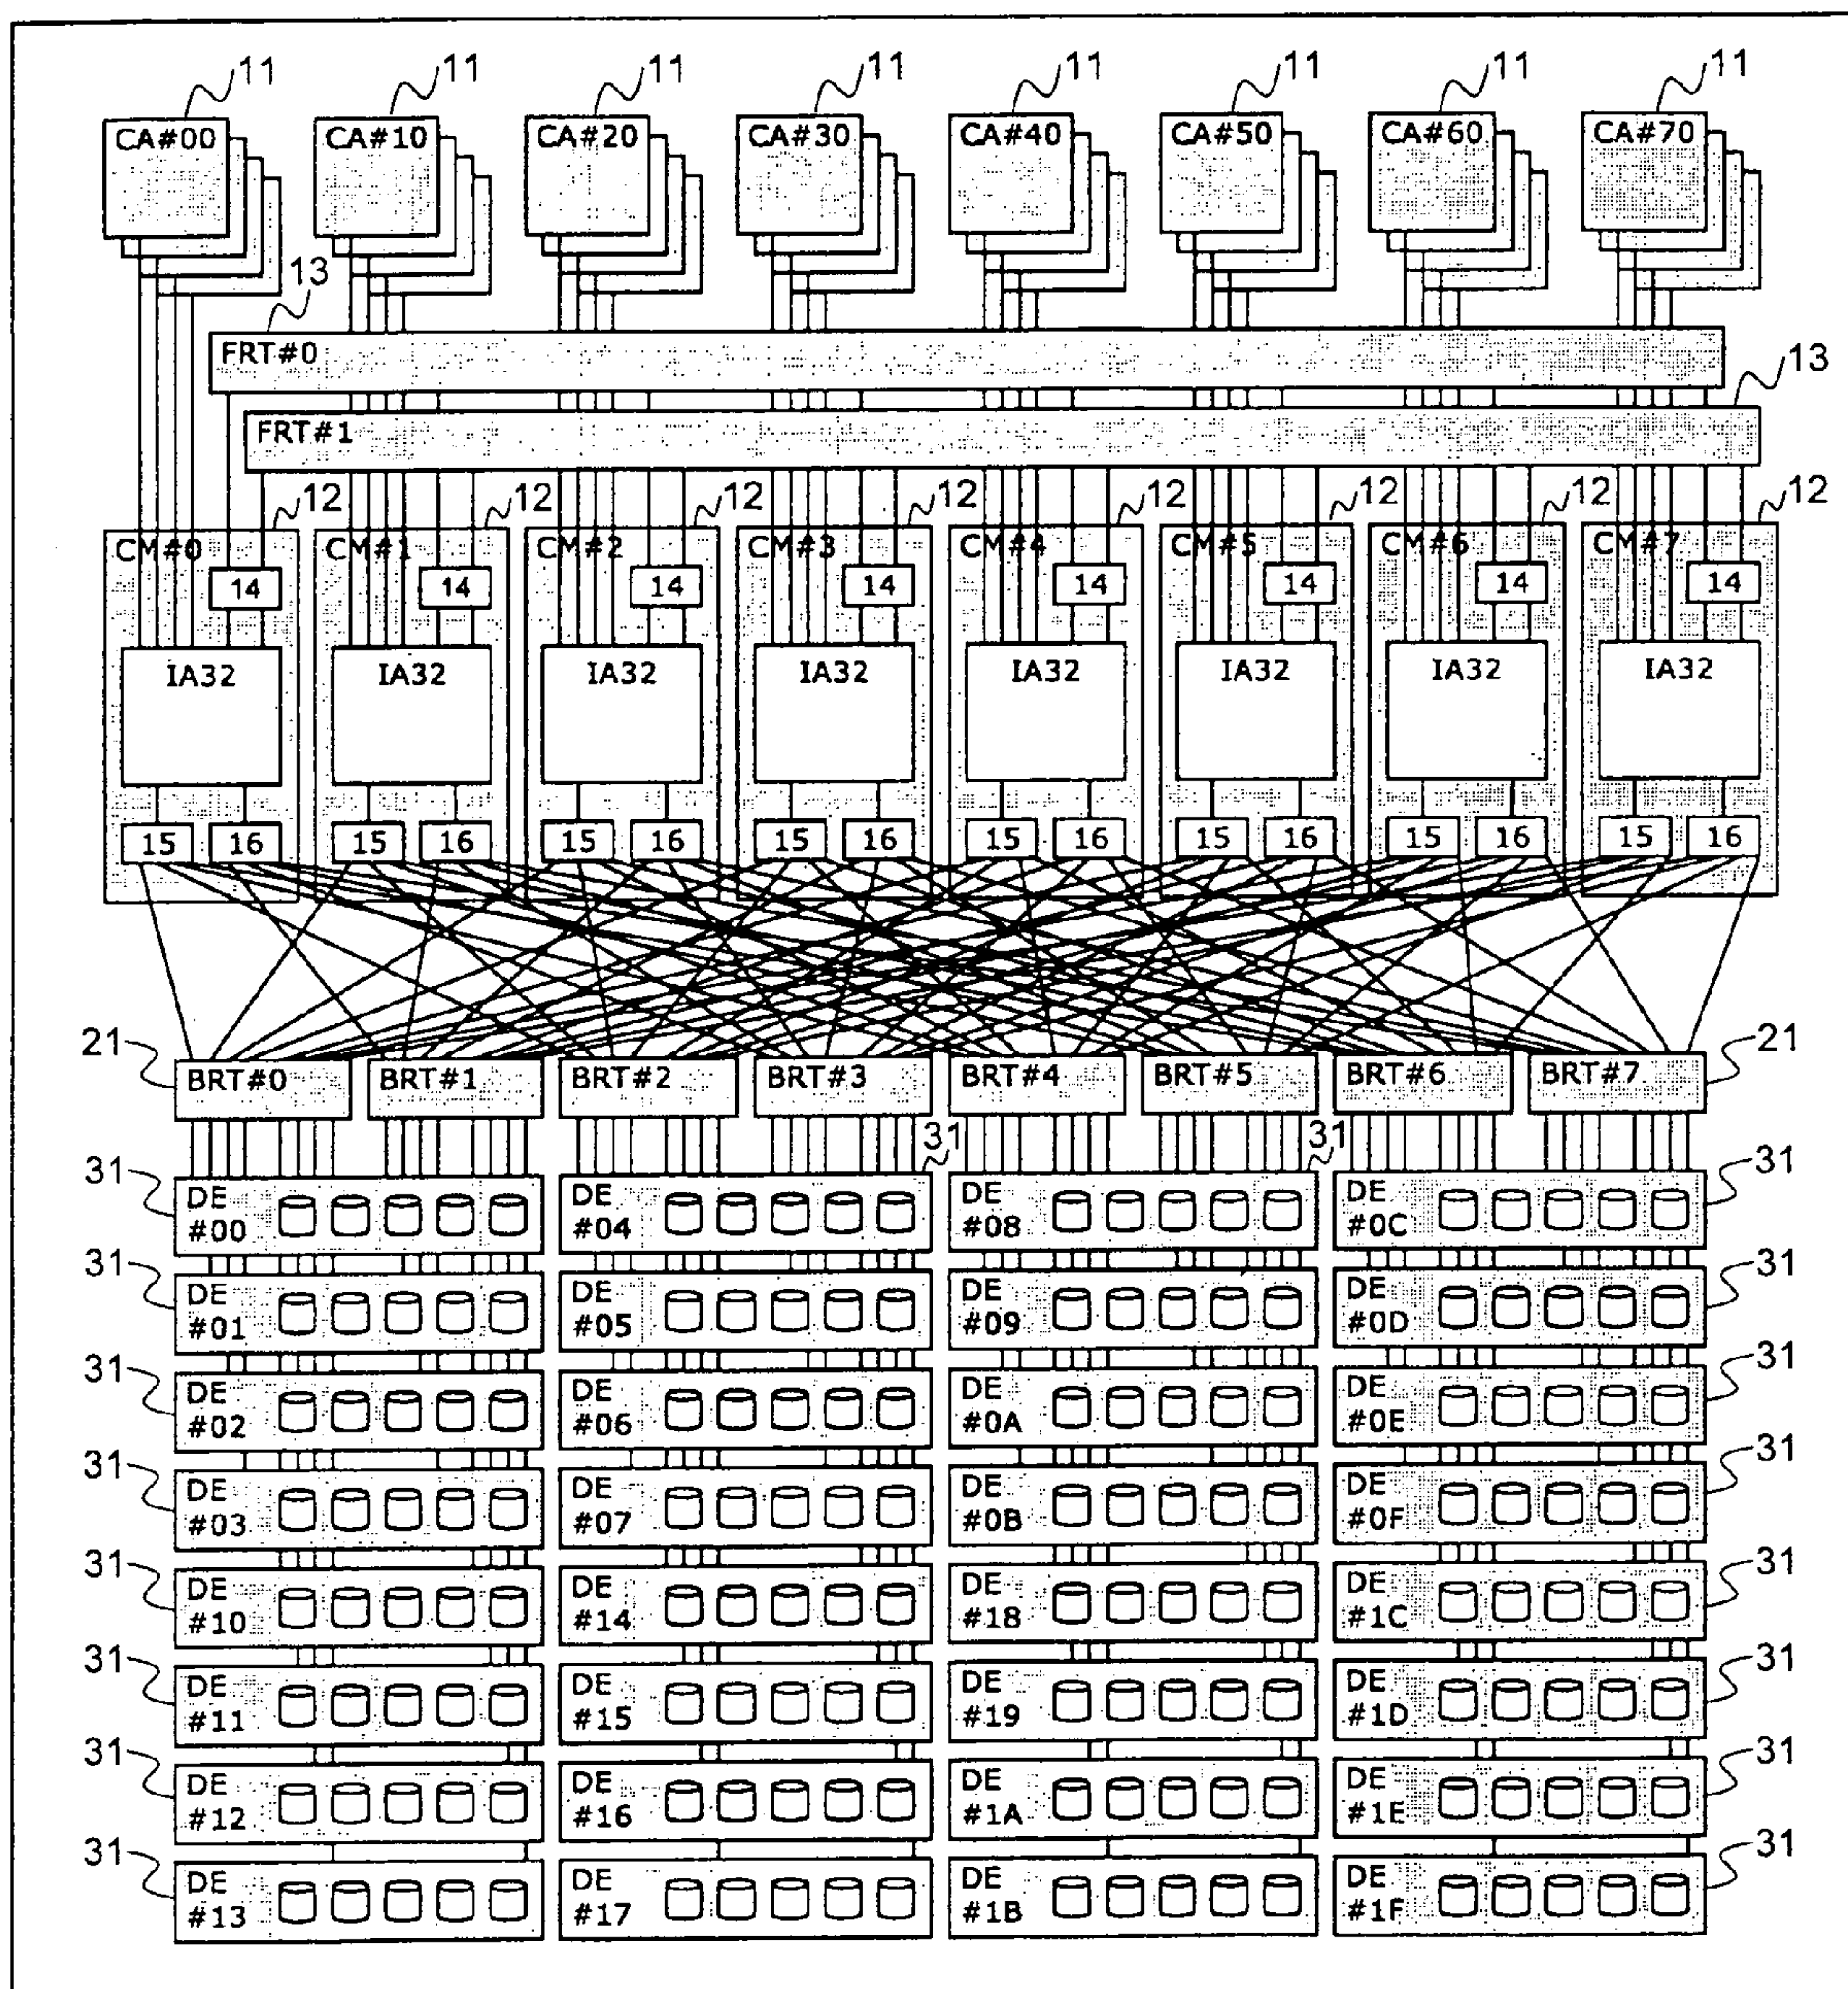 11 11 11 11 11 11 11 11
CA#00 CA#10 CA#20 CA#30 CA#40 CA#50 CA#60 CA#70
13
FRT#0
13
FRT#1
12 12 12 12 12 12 12 12
CM#0 CM#1 CM#2 CM#3 CM#4 CM#5 CM#6 CM#7
14 14 14 14 14 14 14 14
IA32 IA32 IA32 IA32 IA32 IA32 IA32 IA32
15 16 15 16 15 16 15 16 15 16 15 16 15 16 15 16
21 21
BRT#0 BRT#1 BRT#2 BRT#3 BRT#4 BRT#5 BRT#6 BRT#7
31 31 31 31
DE DE DE DE
#00 #04 #08 #0C
31 31
DE DE DE DE
#01 #05 #09 #0D
31 31
DE DE DE DE
#02 #06 #0A #0E
31 31
DE DE DE DE
#03 #07 #0B #0F
31 31
DE DE DE DE
#10 #14 #18 #1C
31 31
DE DE DE DE
#11 #15 #19 #1D
31 31
DE DE DE DE
#12 #16 #1A #1E
31 31
DE DE DE DE
#13 #17 #1B #1F